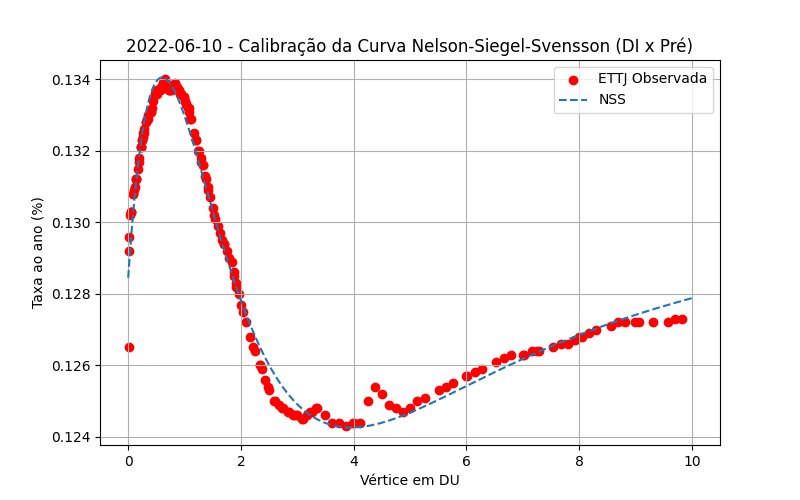 2022-06-10 - Calibração da Curva Nelson-Siegel-Svensson (DI x Pré)
ETTJ Observada
NSS
Taxa ao ano (%)
0.134
0.132
0.130
0.128
0.126
0.124
0 2 4 6 8 10
Vértice em DU